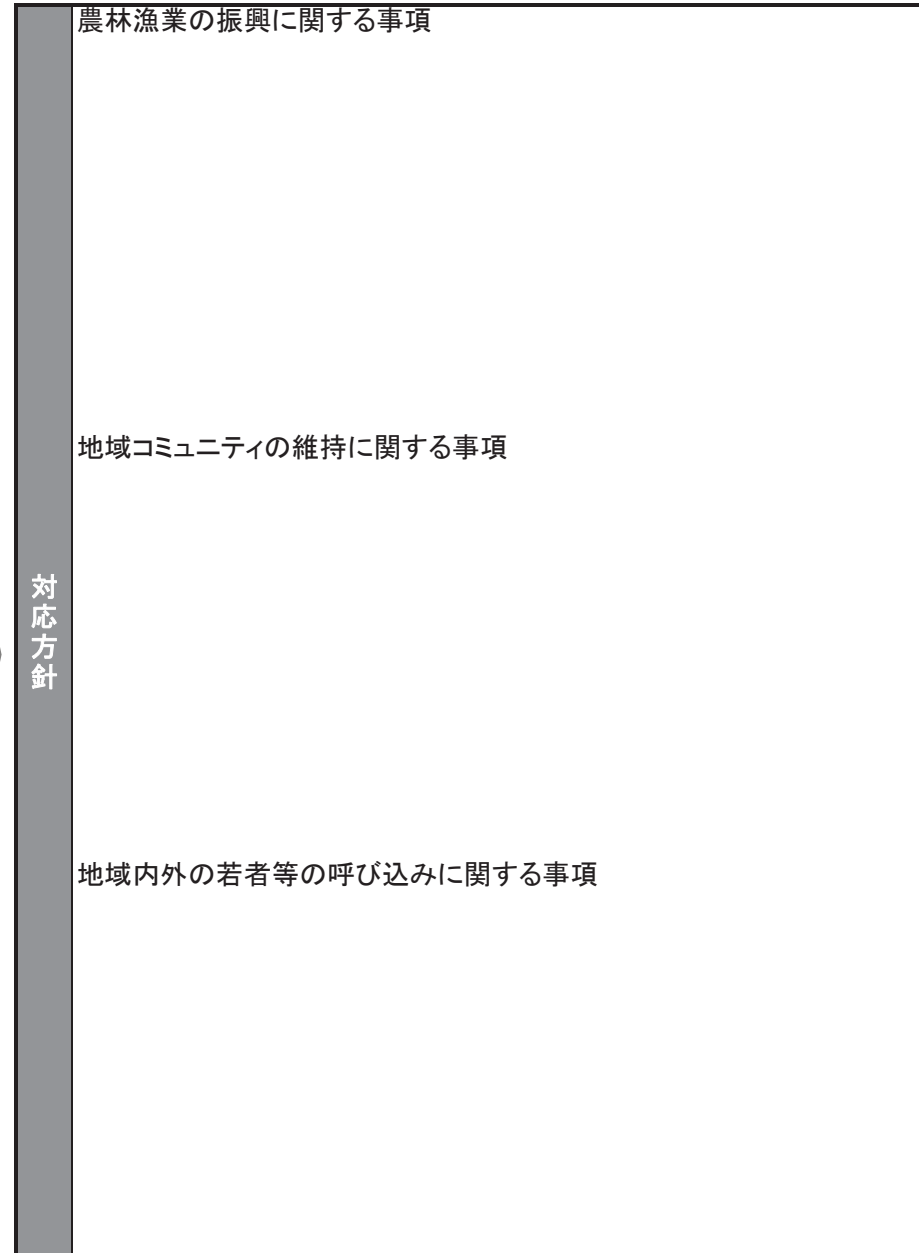 農林漁業の振興に関する事項
地域コミュニティの維持に関する事項
対応方針
地域内外の若者等の呼び込みに関する事項